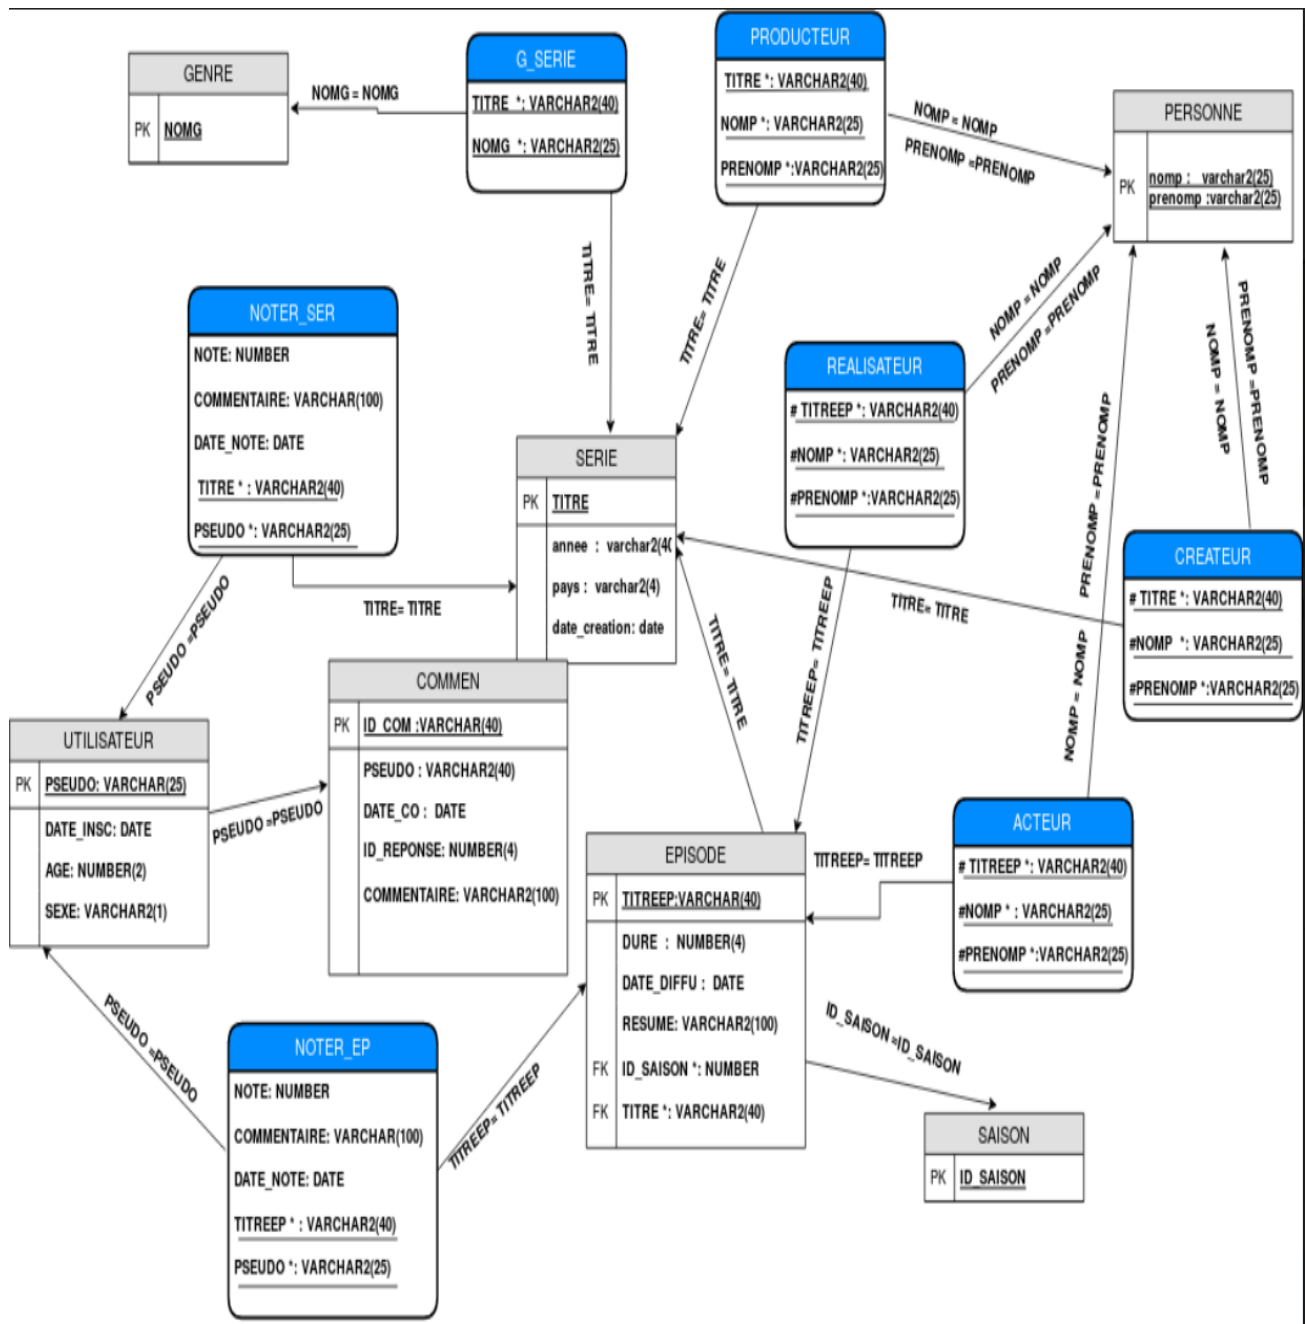 GENRE
PK NOMG
NOMG = NOMG
G_SERIE
TITRE *: VARCHAR2(40)
NOMG *: VARCHAR2(25)
PRODUCTEUR
TITRE *: VARCHAR2(40)
NOMP *: VARCHAR2(25)
PRENOMP *:VARCHAR2(25)
NOMP = NOMP
PRENOMP =PRENOMP
PERSONNE
PK
nomp : varchar2(25)
prenomp :varchar2(25)
TITRE= TITRE
TITRE= TITRE
NOMP = NOMP
PRENOMP =PRENOMP
PRENOMP =PRENOMP
NOMP = NOMP
NOTER_SER
NOTE: NUMBER
COMMENTAIRE: VARCHAR(100)
DATE_NOTE: DATE
TITRE * : VARCHAR2(40)
PSEUDO *: VARCHAR2(25)
REALISATEUR
# TITREEP *: VARCHAR2(40)
#NOMP *: VARCHAR2(25)
#PRENOMP *:VARCHAR2(25)
SERIE
PK TITRE
annee : varchar2(4(
pays : varchar2(4)
date_creation: date
PRENOMP =PRENOMP
NOMP = NOMP
CREATEUR
# TITRE *: VARCHAR2(40)
#NOMP *: VARCHAR2(25)
#PRENOMP *:VARCHAR2(25)
TITRE= TITRE
PSEUDO =PSEUDO
TITRE= TITRE
TITRE= TITRE
TITREEP= TITREEP
COMMEN
PK ID_COM :VARCHAR(40)
PSEUDO : VARCHAR2(40)
DATE_CO : DATE
ID_REPONSE: NUMBER(4)
COMMENTAIRE: VARCHAR2(100)
UTILISATEUR
PK PSEUDO: VARCHAR(25)
DATE_INSC: DATE
AGE: NUMBER(2)
SEXE: VARCHAR2(1)
PSEUDO =PSEUDO
EPISODE
PK TITREEP:VARCHAR(40)
DURE : NUMBER(4)
DATE_DIFFU : DATE
RESUME: VARCHAR2(100)
FK ID_SAISON *: NUMBER
FK TITRE *: VARCHAR2(40)
TITREEP= TITREEP
ACTEUR
# TITREEP *: VARCHAR2(40)
#NOMP * : VARCHAR2(25)
#PRENOMP *:VARCHAR2(25)
PSEUDO =PSEUDO
NOTER_EP
NOTE: NUMBER
COMMENTAIRE: VARCHAR(100)
DATE_NOTE: DATE
TITREEP * : VARCHAR2(40)
PSEUDO *: VARCHAR2(25)
TITREEP= TITREEP
ID_SAISON =ID_SAISON
SAISON
PK ID_SAISON